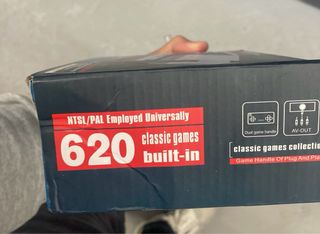 NTSL/PAL Employed Universally
620 classic games
built-in
Dual game handle
AV-OUT
classic games collection
Game Handle Of Plug And Pla